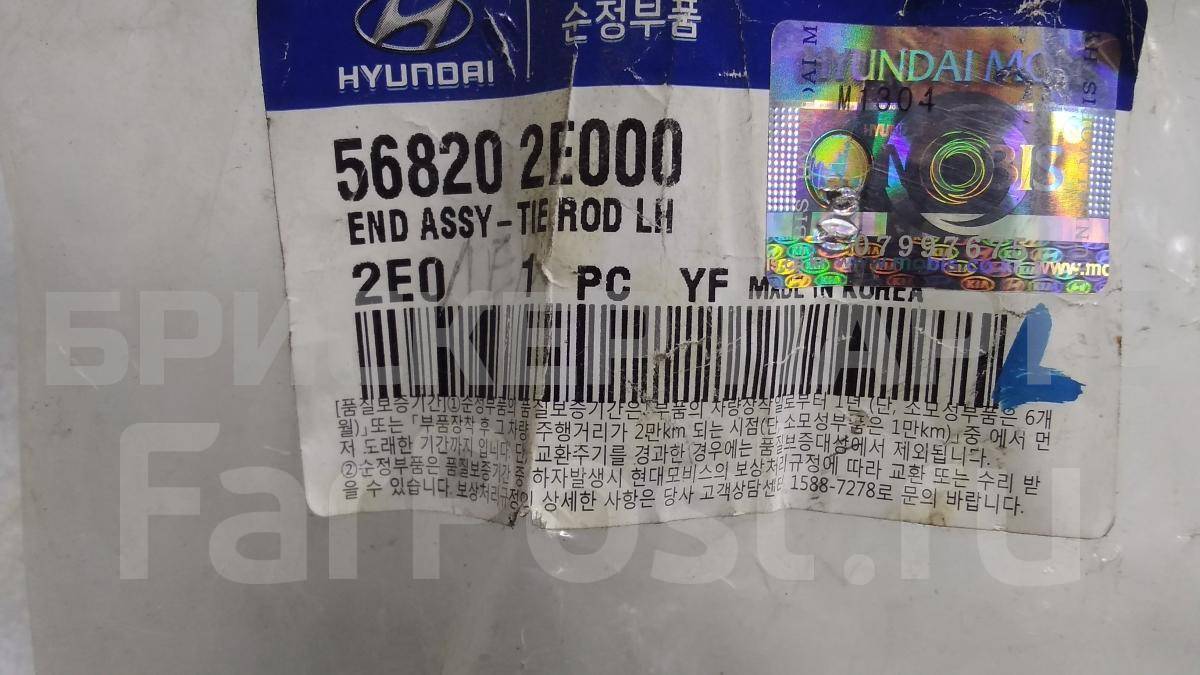 HYUNDAI
순정부품
HYUNDAI MO
M1304
MOBIS
56820 2E000
END ASSY-TIE ROD LH
2E0 1 PC YF MADE IN KOREA
L
[품질보증기간]①순정부품의 품질보증기간은 부품의 차량장착일로부터 1년 (단, 소모성부품은 6개
월)」또는 「부품장착 후 그 차량 주행거리가 2만km 되는 시점(단, 소모성부품은 1만km)」중 에서 먼
저 도래한 기간까지 입니다. 단, 교환주기를 경과한 경우에는 품질보증대상에서 제외됩니다.
②순정부품은 품질보증기간 중 하자발생시 현대모비스의 보상처리규정에 따라 교환 또는 수리 받
을 수 있습니다. 보상처리규정의 상세한 사항은 당사 고객상담센터 1588-7278로 문의 바랍니다.
FarPost.ru